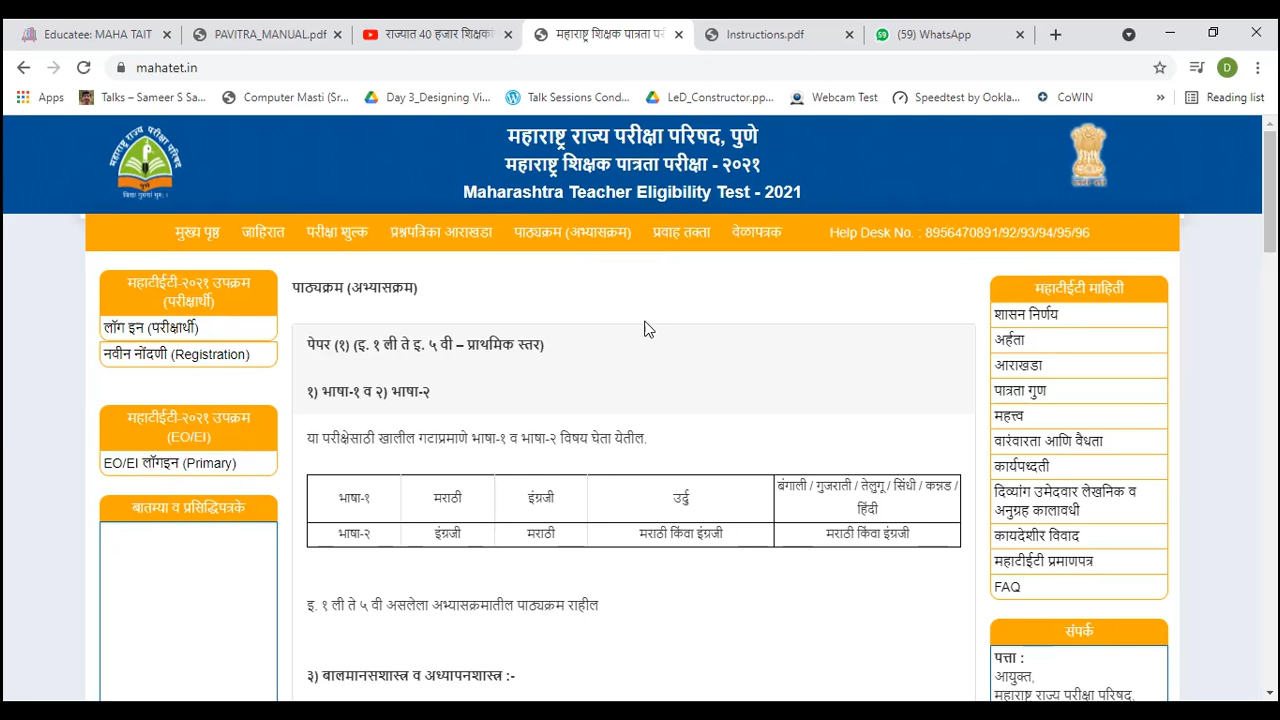 Educatee: MAHA TAIT
PAVITRA_MANUAL.pdf
राज्यात 40 हजार शिक्षकां
महाराष्ट्र शिक्षक पात्रता परी
Instructions.pdf
(59) WhatsApp
mahatet.in
D
Apps
Talks – Sameer S Sa...
Computer Masti (Sr...
Day 3_Designing Vi...
Talk Sessions Cond...
LeD_Constructor.pp...
Webcam Test
Speedtest by Ookla...
CoWIN
»
Reading list
महाराष्ट्र राज्य परीक्षा परिषद, पुणे
महाराष्ट्र शिक्षक पात्रता परीक्षा - २०२१
Maharashtra Teacher Eligibility Test - 2021
मुख्य पृष्ठ जाहिरात परीक्षा शुल्क प्रश्नपत्रिका आराखडा पाठ्यक्रम (अभ्यासक्रम) प्रवाह तक्ता वेळापत्रक Help Desk No. : 8956470891/92/93/94/95/96
महाटीईटी-२०२१ उपक्रम
(परीक्षार्थी)
लॉग इन (परीक्षार्थी)
नवीन नोंदणी (Registration)
महाटीईटी-२०२१ उपक्रम
(EO/EI)
EO/EI लॉगइन (Primary)
बातम्या व प्रसिद्धिपत्रके
पाठ्यक्रम (अभ्यासक्रम)
पेपर (१) (इ. १ ली ते इ. ५ वी – प्राथमिक स्तर)
१) भाषा-१ व २) भाषा-२
या परीक्षेसाठी खालील गटाप्रमाणे भाषा-१ व भाषा-२ विषय घेता येतील.
भाषा-१ मराठी इंग्रजी उर्दु बंगाली / गुजराती / तेलुगू / सिंधी / कन्नड / हिंदी
भाषा-२ इंग्रजी मराठी मराठी किंवा इंग्रजी मराठी किंवा इंग्रजी
इ. १ ली ते ५ वी असलेला अभ्यासक्रमातील पाठ्यक्रम राहील
३) बालमानसशास्त्र व अध्यापनशास्त्र :-
महाटीईटी माहिती
शासन निर्णय
अर्हता
आराखडा
पात्रता गुण
महत्त्व
वारंवारता आणि वैधता
कार्यपध्दती
दिव्यांग उमेदवार लेखनिक व
अनुग्रह कालावधी
कायदेशीर विवाद
महाटीईटी प्रमाणपत्र
FAQ
संपर्क
पत्ता :
आयुक्त,
महाराष्ट्र राज्य परीक्षा परिषद,